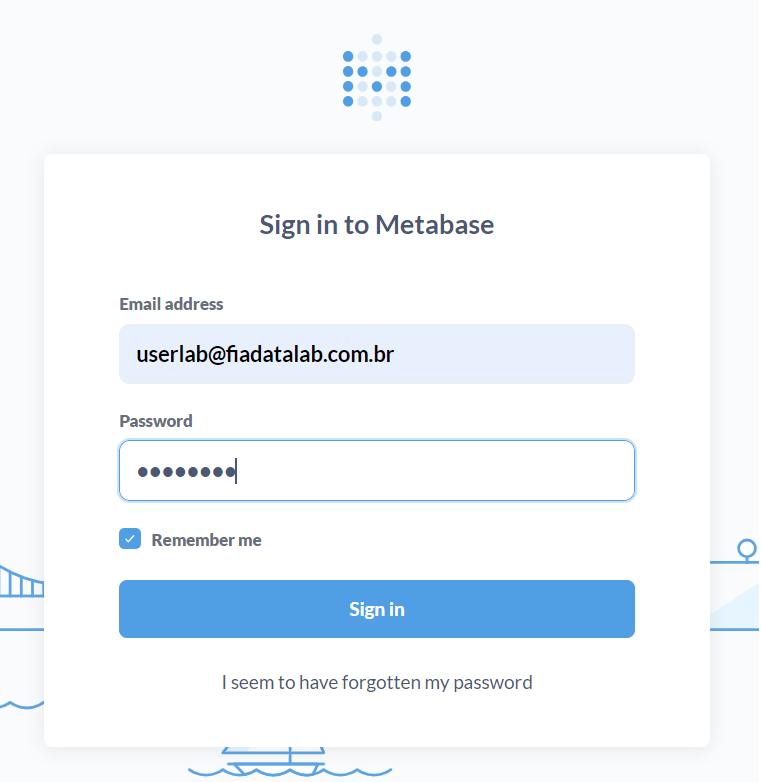 Sign in to Metabase
Email address
userlab@fiadatalab.com.br
Password
••••••••
Remember me
Sign in
I seem to have forgotten my password